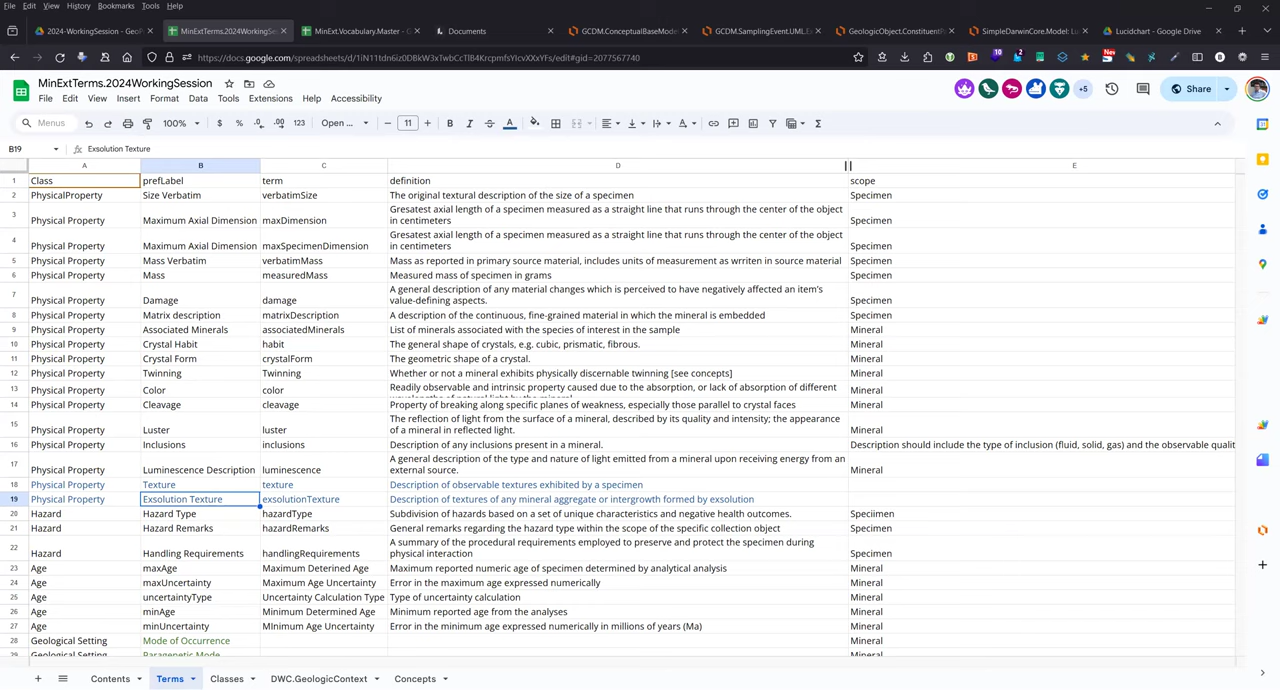 File Edit View History Bookmarks Tools Help
2024-WorkingSession - GeoP
MinExtTerms.2024WorkingSes
MinExt.Vocabulary.Master - G
Documents
GCDM.ConceptualBaseModel
GCDM.SamplingEvent.UML.Ex
GeologicObject.ConstituentPa
SimpleDarwinCore.Model: Lu
Lucidchart - Google Drive
https://docs.google.com/spreadsheets/d/1iN11tdn6iz0DBkW3xTwbCcTlB4KrcpmfsYIcvXXxYFs/edit#gid=2077567740
MinExtTerms.2024WorkingSession
File Edit View Insert Format Data Tools Extensions Help Accessibility
+5
Share
Menus 100% $ % .0 .00 123 Open ... 11 B I A
B19 fx Exsolution Texture
A B C D E
1 Class prefLabel term definition scope
2 PhysicalProperty Size Verbatim verbatimSize The original textural description of the size of a specimen Specimen
3 Physical Property Maximum Axial Dimension maxDimension Gresatest axial length of a specimen measured as a straight line that runs through the center of the object
in centimeters Specimen
4 Physical Property Maximum Axial Dimension maxSpecimenDimension Gresatest axial length of a specimen measured as a straight line that runs through the center of the object
in centimeters Specimen
5 Physical Property Mass Verbatim verbatimMass Mass as reported in primary source material, includes units of measurement as wrriten in source material Specimen
6 Physical Property Mass measuredMass Measured mass of specimen in grams Specimen
7 Physical Property Damage damage A general description of any material changes which is perceived to have negatively affected an item's
value-defining aspects. Specimen
8 Physical Property Matrix description matrixDescription A description of the continuous, fine-grained material in which the mineral is embedded Specimen
9 Physical Property Associated Minerals associatedMinerals List of minerals associated with the species of interest in the sample Mineral
10 Physical Property Crystal Habit habit The general shape of crystals, e.g. cubic, prismatic, fibrous. Mineral
11 Physical Property Crystal Form crystalForm The geometric shape of a crystal. Mineral
12 Physical Property Twinning Twinning Whether or not a mineral exhibits physically discernable twinning [see concepts] Mineral
13 Physical Property Color color Readily observable and intrinsic property caused due to the absorption, or lack of absorption of different
wavelengths of natural light by the mineral Mineral
14 Physical Property Cleavage cleavage Property of breaking along specific planes of weakness, especially those parallel to crystal faces Mineral
15 Physical Property Luster luster The reflection of light from the surface of a mineral, described by its quality and intensity; the appearance
of a mineral in reflected light. Mineral
16 Physical Property Inclusions inclusions Description of any inclusions present in a mineral. Description should include the type of inclusion (fluid, solid, gas) and the observable qualit
17 Physical Property Luminescence Description luminescence A general description of the type and nature of light emitted from a mineral upon receiving energy from an
external source. Mineral
18 Physical Property Texture texture Description of observable textures exhibited by a specimen
19 Physical Property Exsolution Texture exsolutionTexture Description of textures of any mineral aggregate or intergrowth formed by exsolution
20 Hazard Hazard Type hazardType Subdivision of hazards based on a set of unique characteristics and negative health outcomes. Speciimen
21 Hazard Hazard Remarks hazardRemarks General remarks regarding the hazard type within the scope of the specific collection object Specimen
22 Hazard Handling Requirements handlingRequirements A summary of the procedural requirements employed to preserve and protect the specimen during
physical interaction Specimen
23 Age maxAge Maximum Deterined Age Maximum reported numeric age of specimen determined by analytical analysis Mineral
24 Age maxUncertainty Maximum Age Uncertainty Error in the maximum age expressed numerically Mineral
25 Age uncertaintyType Uncertainty Calculation Type Type of uncertainty calculation Mineral
26 Age minAge Minimum Determined Age Minimum reported age from the analyses Mineral
27 Age minUncertainty MInimum Age Uncertainty Error in the minimum age expressed numerically in millions of years (Ma) Mineral
28 Geological Setting Mode of Occurrence Mineral
29 Geological Setting Paragenetic Mode Mineral
Contents Terms Classes DWC.GeologicContext Concepts